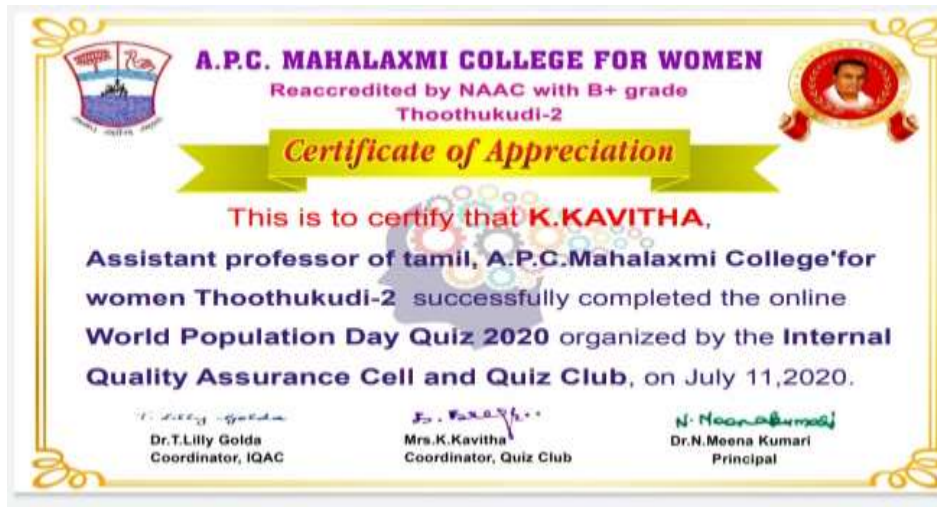 A.P.C. MAHALAXMI COLLEGE FOR WOMEN
Reaccredited by NAAC with B+ grade
Thoothukudi-2
Certificate of Appreciation
This is to certify that K.KAVITHA,
Assistant professor of tamil, A.P.C.Mahalaxmi College'for
women Thoothukudi-2 successfully completed the online
World Population Day Quiz 2020 organized by the Internal
Quality Assurance Cell and Quiz Club, on July 11,2020.
T. Lilly Golda
N. Meenakumari
Dr.T.Lilly Golda
Mrs.K.Kavitha
Dr.N.Meena Kumari
Coordinator, IQAC
Coordinator, Quiz Club
Principal